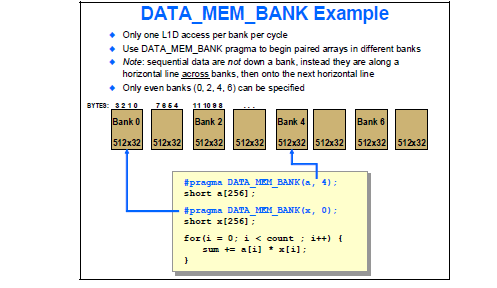 DATA_MEM_BANK Example
Only one L1D access per bank per cycle
Use DATA_MEM_BANK pragma to begin paired arrays in different banks
Note: sequential data are not down a bank, instead they are along a
horizontal line across banks, then onto the next horizontal line
Only even banks (0, 2, 4, 6) can be specified
BYTES: 3 2 1 0 7 6 5 4 11 10 9 8 ...
Bank 0 Bank 2 Bank 4 Bank 6
512x32 512x32 512x32 512x32 512x32 512x32 512x32 512x32
#pragma DATA_MEM_BANK(a, 4);
short a[256];
#pragma DATA_MEM_BANK(x, 0);
short x[256];
for(i = 0; i < count ; i++) {
sum += a[i] * x[i];
}